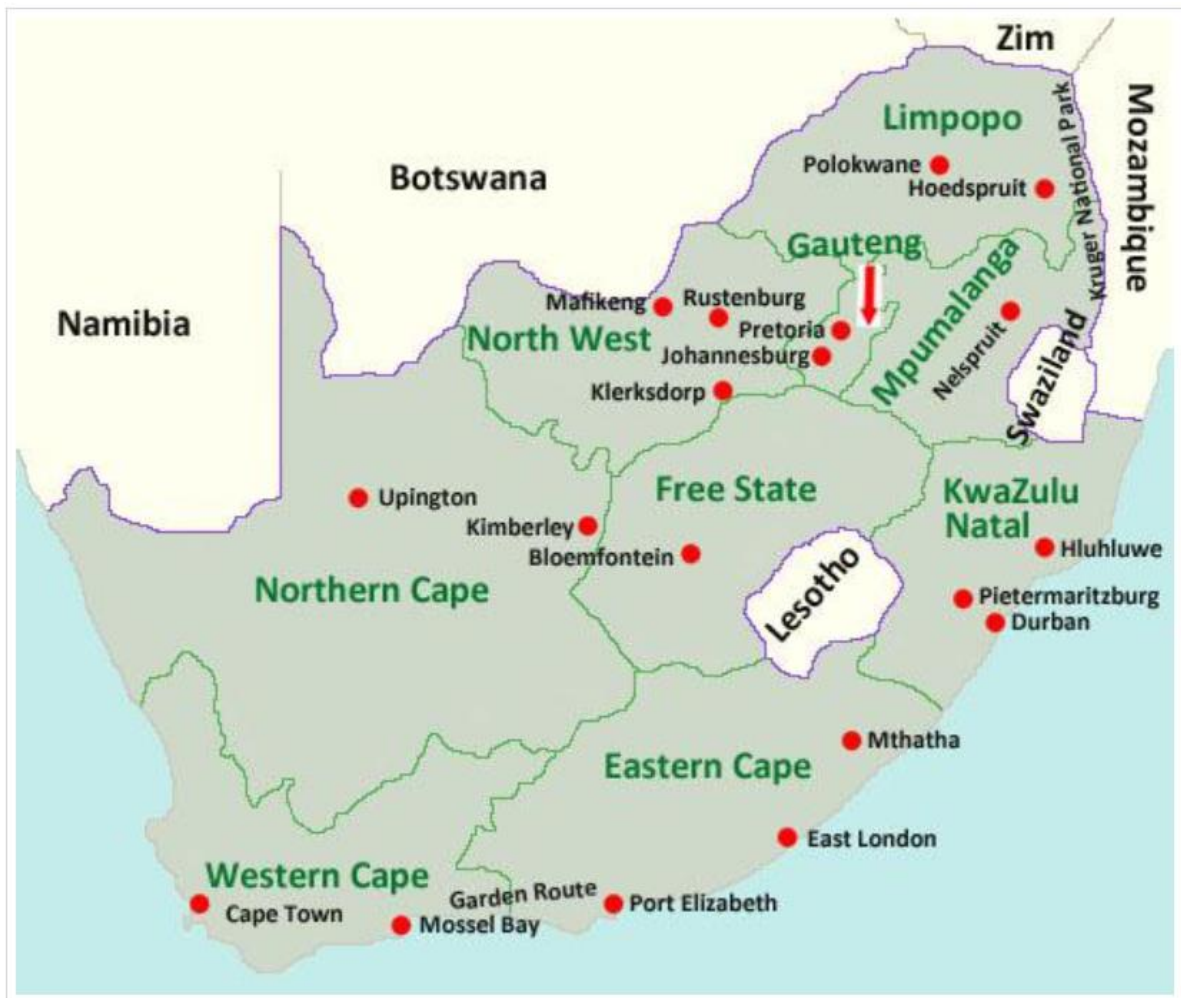 Zim
Mozambique
Kruger National Park
Limpopo
Polokwane
Hoedspruit
Botswana
Gauteng
Namibia
Mafikeng
Rustenburg
North West
Pretoria
Johannesburg
Klerksdorp
Mpumalanga
Nelspruit
Swaziland
Upington
Kimberley
Free State
Bloemfontein
KwaZulu
Natal
Hluhluwe
Northern Cape
Lesotho
Pietermaritzburg
Durban
Mthatha
Eastern Cape
East London
Western Cape
Garden Route
Port Elizabeth
Cape Town
Mossel Bay